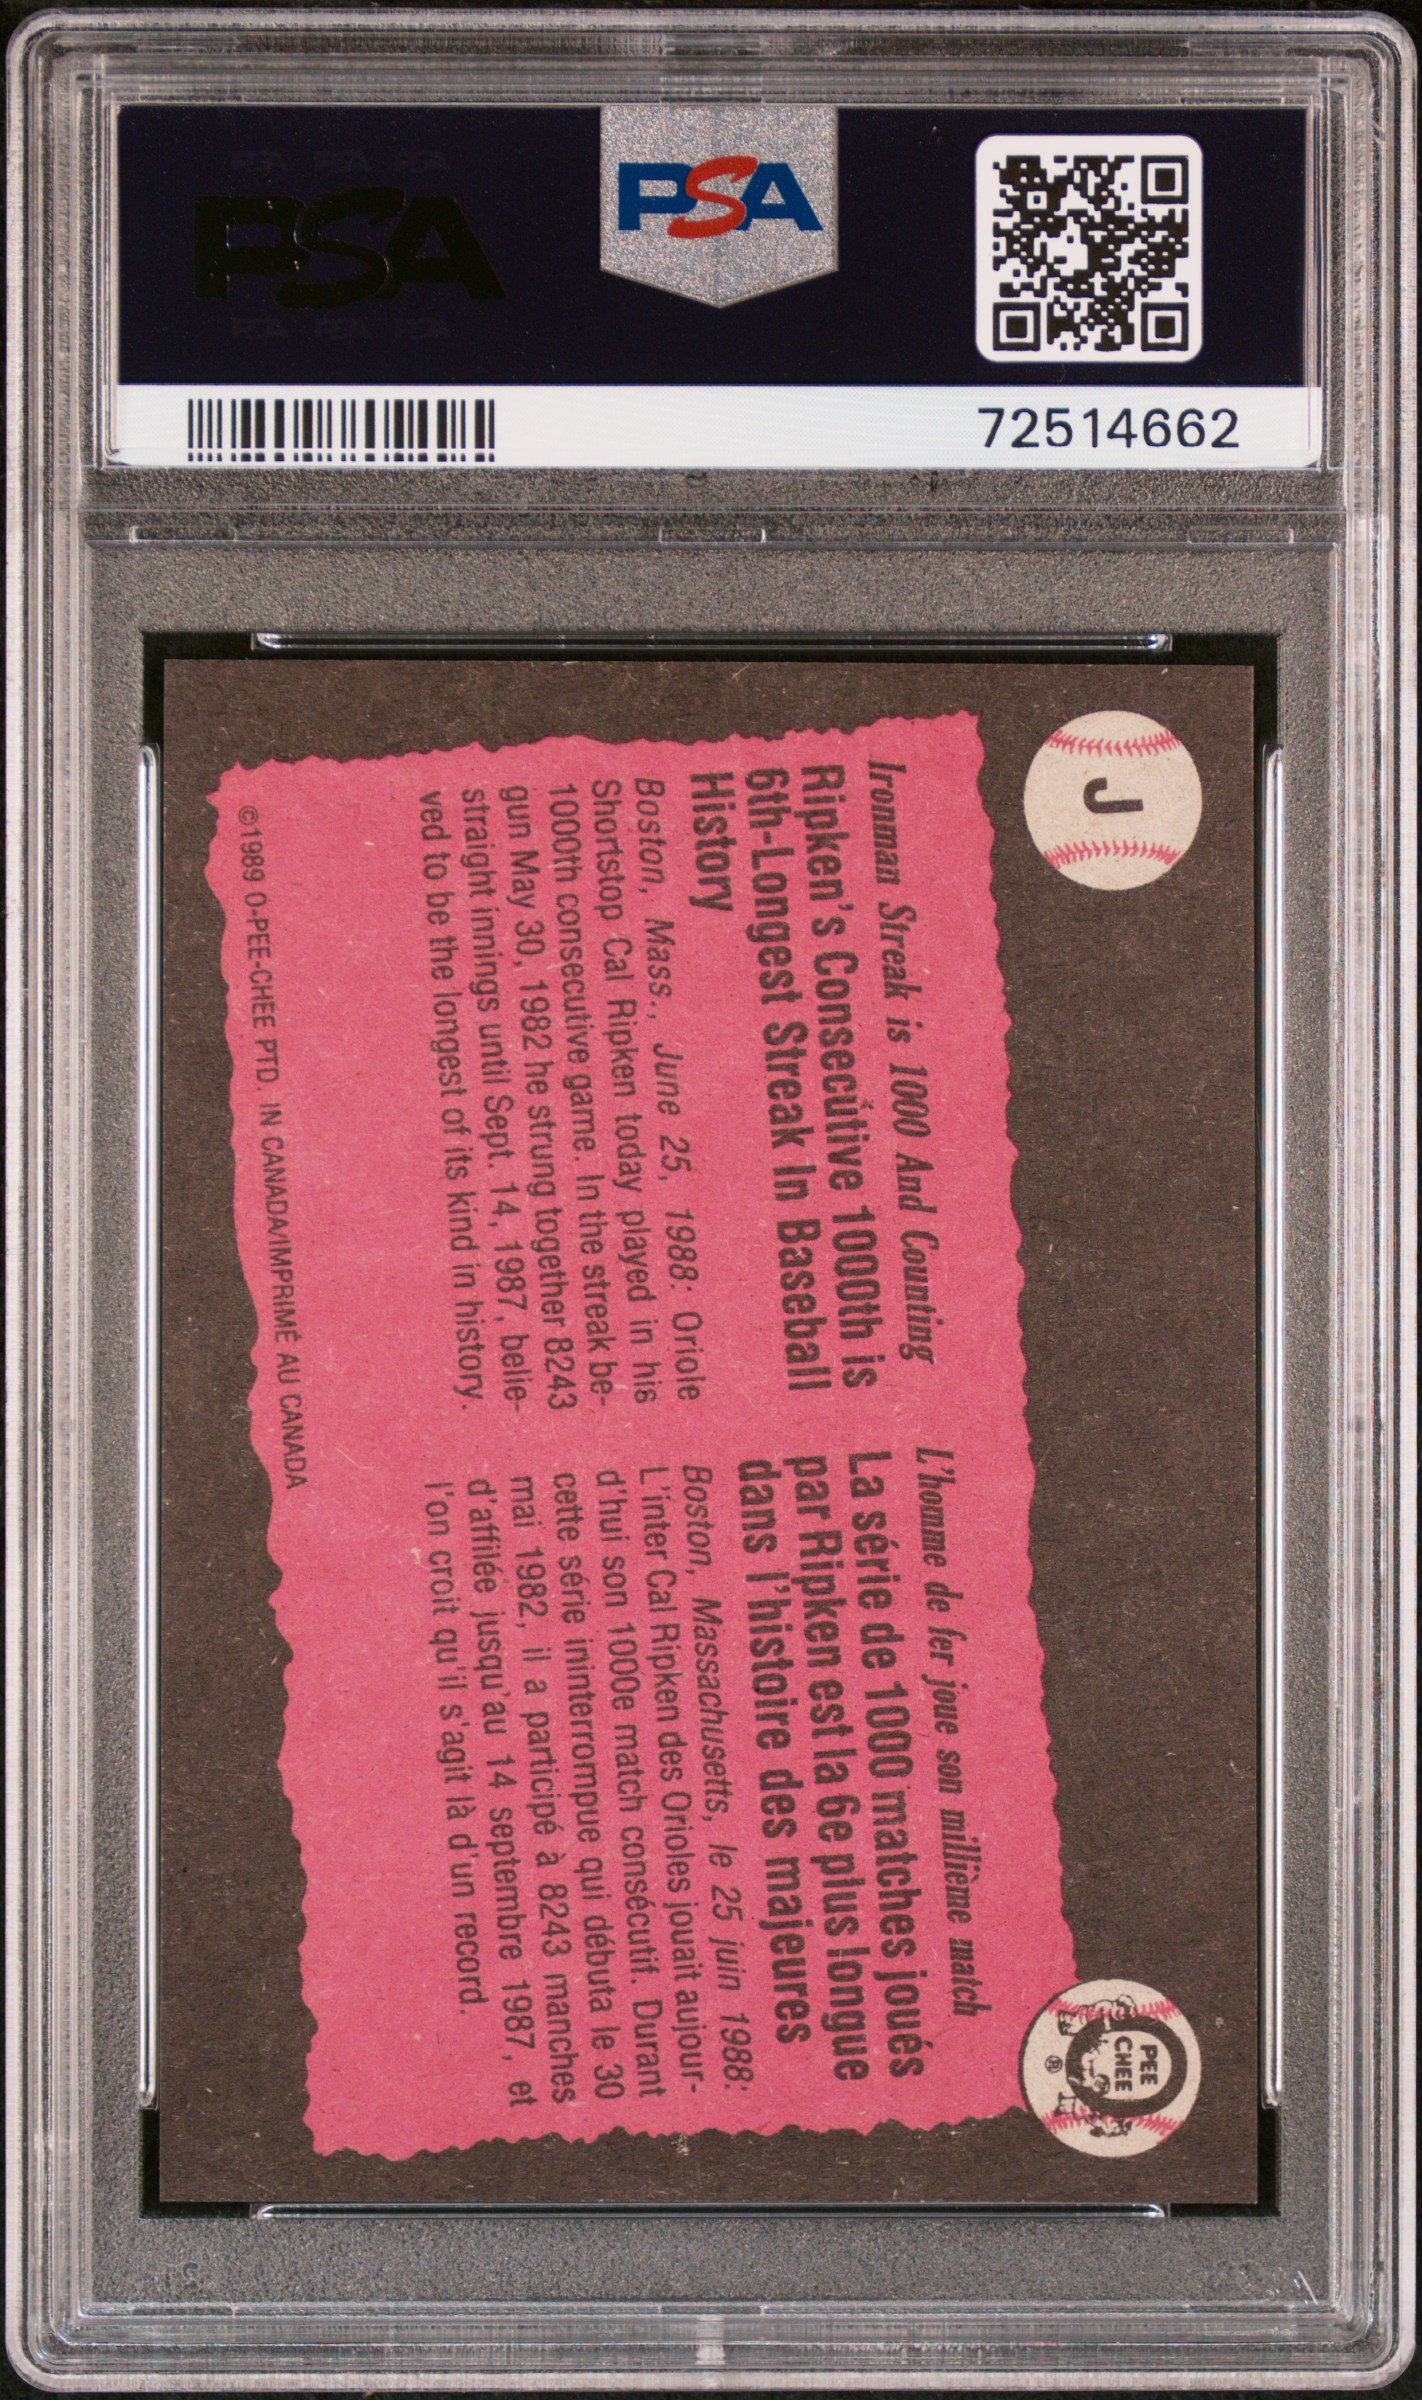 PSA
PSA
72514662
J
Ironman Streak is 1000 And Counting
Ripken's Consecutive 1000th is
6th-Longest Streak In Baseball
History
Boston, Mass., June 25, 1988: Oriole
Shortstop Cal Ripken today played in his
1000th consecutive game. In the streak be-
gun May 30, 1982 he strung together 8243
straight innings until Sept. 14, 1987, belie-
ved to be the longest of its kind in history.
L'homme de fer joue son millième match
La série de 1000 matches joués
par Ripken est la 6e plus longue
dans l'histoire des majeures
Boston, Massachusetts, le 25 juin 1988:
L'inter Cal Ripken des Orioles jouait aujour-
d'hui son 1000e match consécutif. Durant
cette série ininterrompue qui débuta le 30
mai 1982, il a participé à 8243 manches
d'affilée jusqu'au 14 septembre 1987, et
l'on croit qu'il s'agit là d'un record.
©1989 O-PEE-CHEE PTD. IN CANADA/IMPRIMÉ AU CANADA
O
PEE
CHEE
®